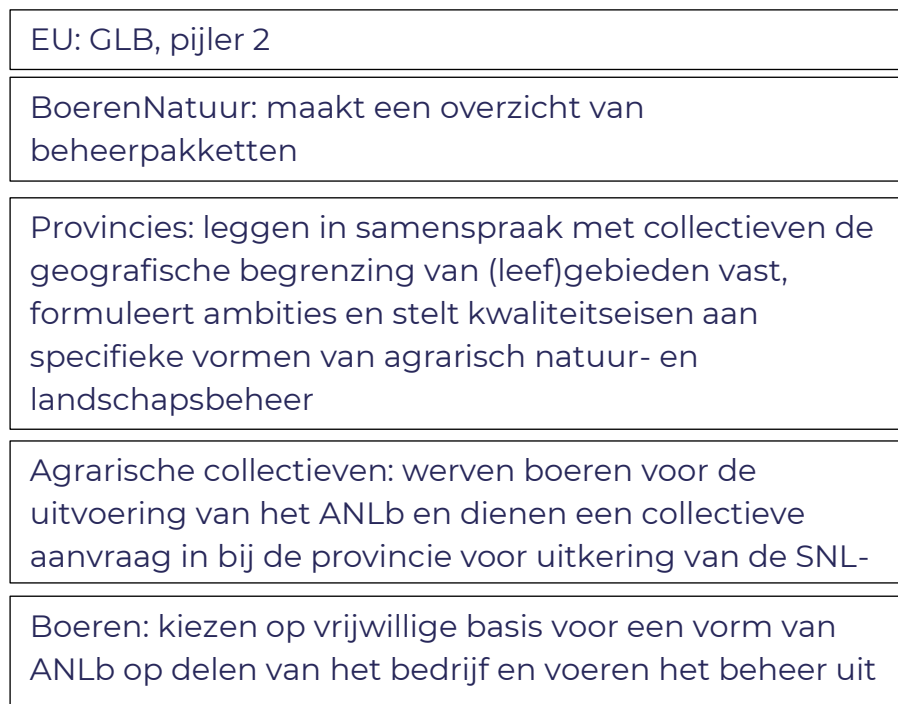 EU: GLB, pijler 2
BoerenNatuur: maakt een overzicht van
beheerpakketten
Provincies: leggen in samenspraak met collectieven de
geografische begrenzing van (leef)gebieden vast,
formuleert ambities en stelt kwaliteitseisen aan
specifieke vormen van agrarisch natuur- en
landschapsbeheer
Agrarische collectieven: werven boeren voor de
uitvoering van het ANLb en dienen een collectieve
aanvraag in bij de provincie voor uitkering van de SNL-
Boeren: kiezen op vrijwillige basis voor een vorm van
ANLb op delen van het bedrijf en voeren het beheer uit